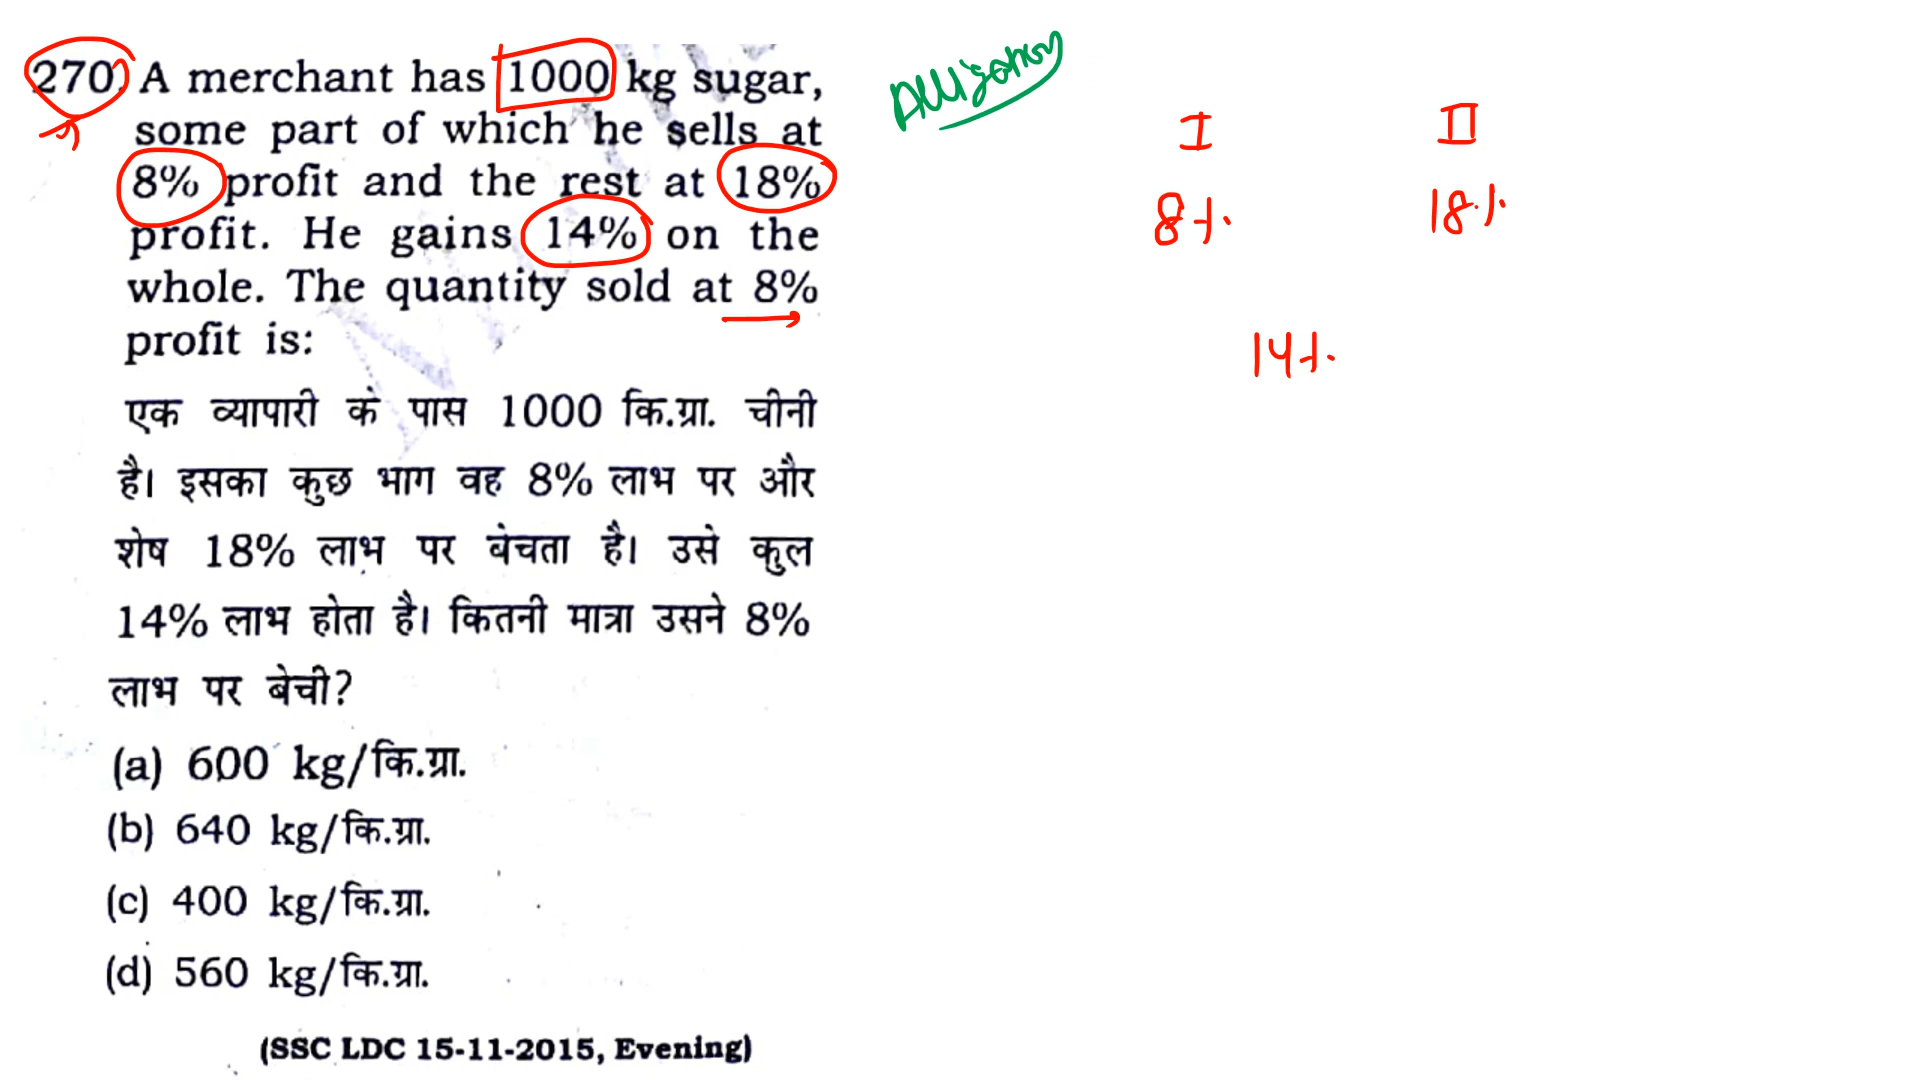 270. A merchant has 1000 kg sugar,
some part of which he sells at
8% profit and the rest at 18%
profit. He gains 14% on the
whole. The quantity sold at 8%
profit is:
एक व्यापारी के पास 1000 कि.ग्रा. चीनी
है। इसका कुछ भाग वह 8% लाभ पर और
शेष 18% लाभ पर बेचता है। उसे कुल
14% लाभ होता है। कितनी मात्रा उसने 8%
लाभ पर बेची?
(a) 600 kg/कि.ग्रा.
(b) 640 kg/कि.ग्रा.
(c) 400 kg/कि.ग्रा.
(d) 560 kg/कि.ग्रा.
(SSC LDC 15-11-2015, Evening)
Alligation
I II
8% 18%
14%